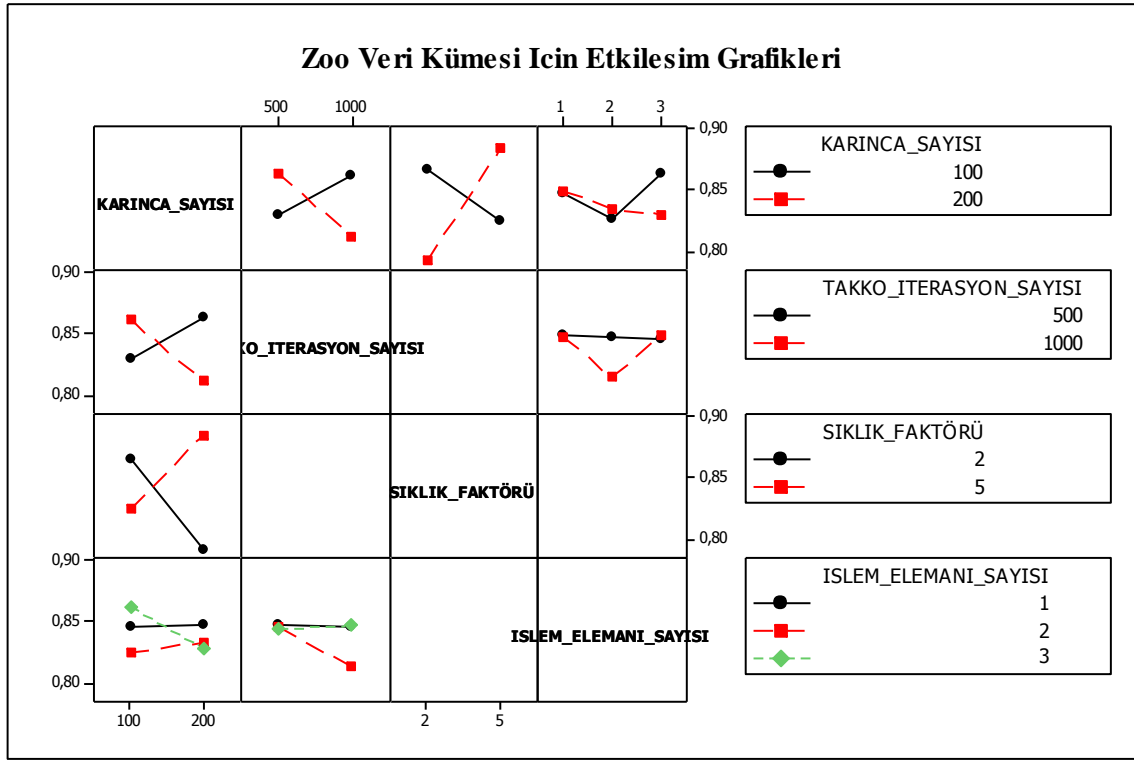 Zoo Veri Kümesi Icin Etkilesim Grafikleri
500 1000
1 2 3
0,90
0,85
0,80
KARINCA_SAYISI
KARINCA_SAYISI
100
200
0,90
0,85
0,80
KO_ITERASYON_SAYISI
TAKKO_ITERASYON_SAYISI
500
1000
0,90
0,85
0,80
SIKLIK_FAKTÖRÜ
SIKLIK_FAKTÖRÜ
2
5
0,90
0,85
0,80
ISLEM_ELEMANI_SAYISI
ISLEM_ELEMANI_SAYISI
1
2
3
100 200
2 5